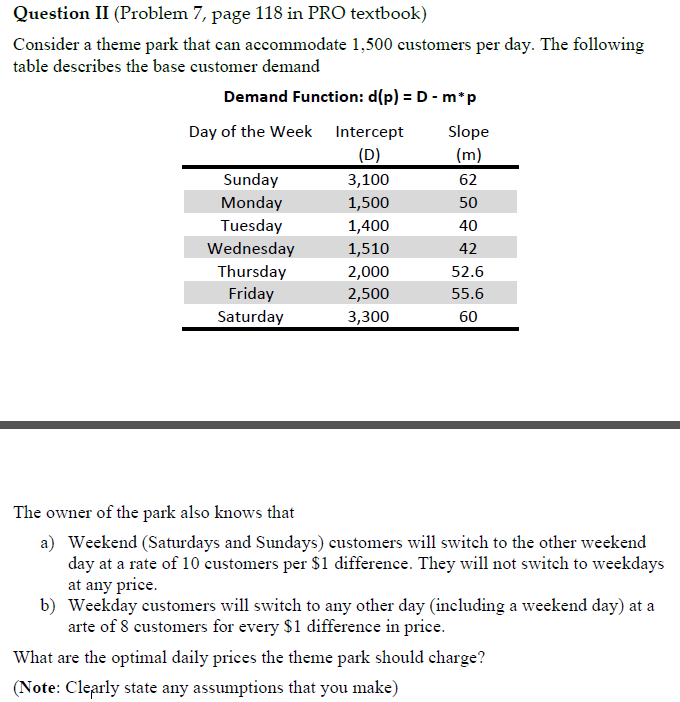 Question II (Problem 7, page 118 in PRO textbook)
Consider a theme park that can accommodate 1,500 customers per day. The following
table describes the base customer demand
Demand Function: d(p) = D - m*p
Day of the Week Intercept Slope
(D) (m)
Sunday 3,100 62
Monday 1,500 50
Tuesday 1,400 40
Wednesday 1,510 42
Thursday 2,000 52.6
Friday 2,500 55.6
Saturday 3,300 60
The owner of the park also knows that
a) Weekend (Saturdays and Sundays) customers will switch to the other weekend
day at a rate of 10 customers per $1 difference. They will not switch to weekdays
at any price.
b) Weekday customers will switch to any other day (including a weekend day) at a
arte of 8 customers for every $1 difference in price.
What are the optimal daily prices the theme park should charge?
(Note: Clearly state any assumptions that you make)